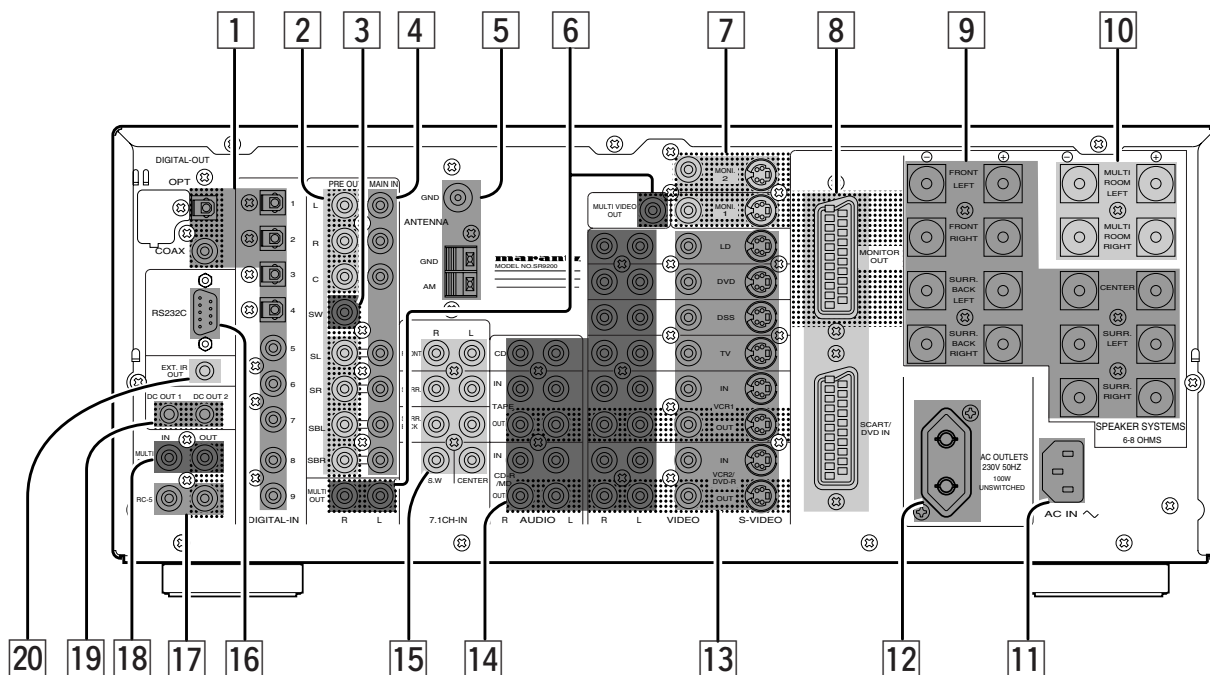 1 2 3 4 5 6 7 8 9 10
DIGITAL-OUT
OPT
COAX
RS232C
EXT. IR
OUT
DC OUT 1 DC OUT 2
IN OUT
MULTI
RC-5
1
2
3
4
5
6
7
8
9
DIGITAL-IN
PRE OUT MAIN IN
L
R
C
SW
SL
SR
SBL
SBR
MULTI
OUT
R L
GND
ANTENNA
GND
AM
marantz
MODEL NO.SR9200
R L
S.W CENTER
7.1CH-IN
CD
IN
TAPE
OUT
IN
CD-R
/MD
OUT
R AUDIO L
MULTI VIDEO
OUT
MONI.
2
MONI.
1
LD
DVD
DSS
TV
IN
VCR1
OUT
IN
VCR2/
DVD-R
OUT
R L VIDEO S-VIDEO
MONITOR
OUT
SCART/
DVD IN
− +
FRONT
LEFT
FRONT
RIGHT
SURR.
BACK
LEFT
SURR.
BACK
RIGHT
− +
MULTI
ROOM
LEFT
MULTI
ROOM
RIGHT
CENTER
SURR.
LEFT
SURR.
RIGHT
SPEAKER SYSTEMS
6-8 OHMS
AC OUTLETS
230V 50HZ
100W
UNSWITCHED
AC IN ~
20 19 18 17 16 15 14 13 12 11